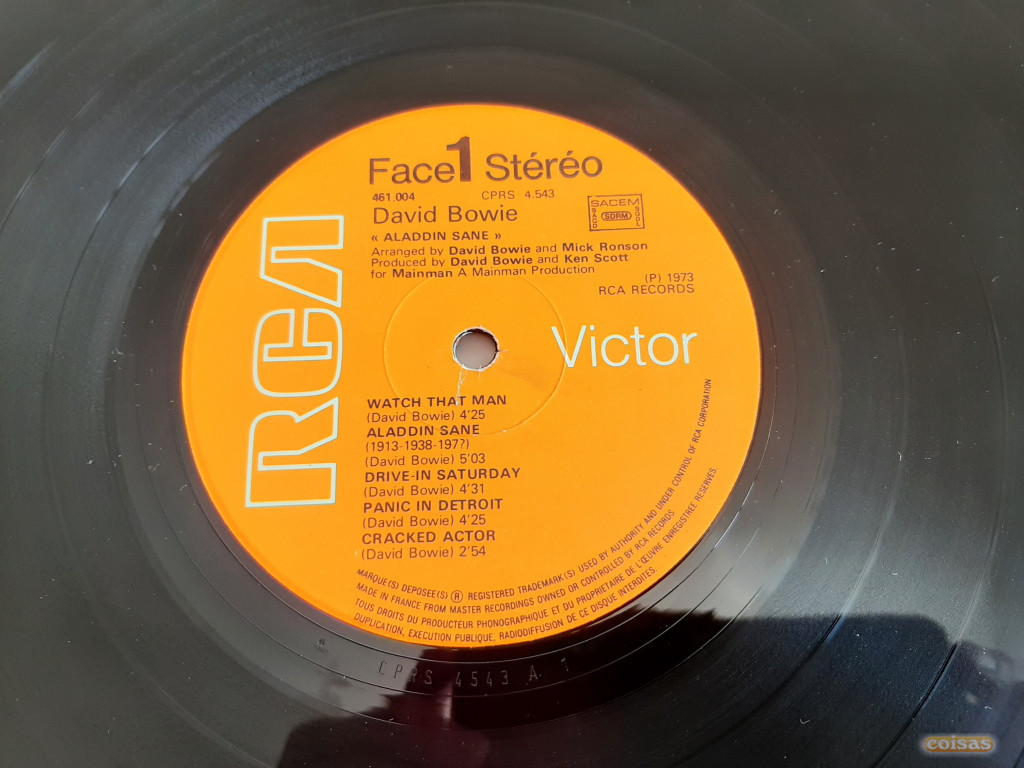 Face 1 Stéréo
461.004 CPRS 4.543
David Bowie
SACEM
SACD SDRM SGDL
« ALADDIN SANE »
Arranged by David Bowie and Mick Ronson
Produced by David Bowie and Ken Scott
for Mainman A Mainman Production
(P) 1973
RCA RECORDS
RCA
Victor
WATCH THAT MAN
(David Bowie) 4'25
ALADDIN SANE
(1913-1938-197?)
(David Bowie) 5'03
DRIVE-IN SATURDAY
(David Bowie) 4'31
PANIC IN DETROIT
(David Bowie) 4'25
CRACKED ACTOR
(David Bowie) 2'54
MARQUE(S) DEPOSEE(S) ® REGISTERED TRADEMARK(S) USED BY AUTHORITY AND UNDER CONTROL OF RCA CORPORATION
MADE IN FRANCE FROM MASTER RECORDINGS OWNED OR CONTROLLED BY RCA RECORDS
TOUS DROITS DU PRODUCTEUR PHONOGRAPHIQUE ET DU PROPRIETAIRE DE L'ŒUVRE ENREGISTREE RESERVES.
DUPLICATION, EXECUTION PUBLIQUE, RADIODIFFUSION DE CE DISQUE INTERDITES.
CPRS 4543 A 1
coisas